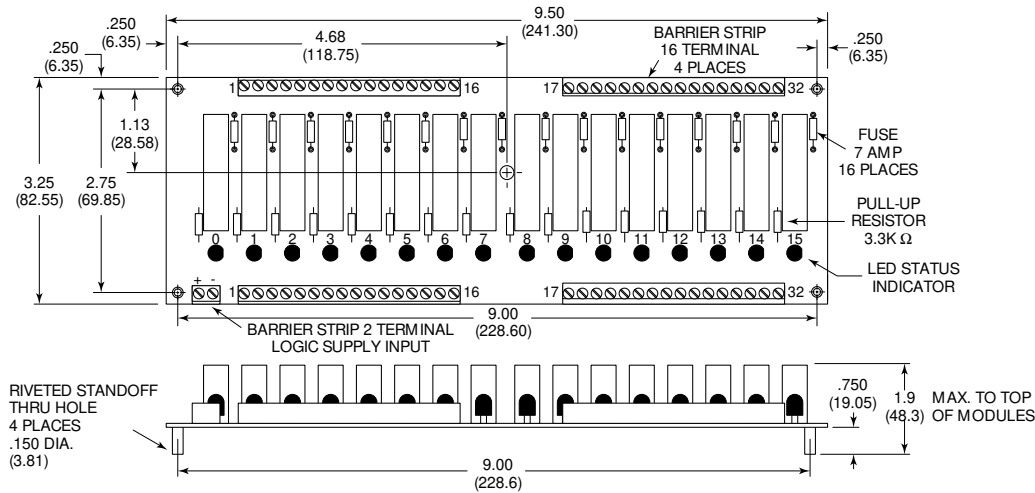 9.50
(241.30)
.250
(6.35)
4.68
(118.75)
BARRIER STRIP
16 TERMINAL
4 PLACES
.250
(6.35)
.250
(6.35)
1
16
17
32
1.13
(28.58)
FUSE
7 AMP
16 PLACES
3.25
(82.55)
2.75
(69.85)
PULL-UP
RESISTOR
3.3K Ω
0 1 2 3 4 5 6 7 8 9 10 11 12 13 14 15
LED STATUS
INDICATOR
+ -
1
16
17
32
9.00
(228.60)
BARRIER STRIP 2 TERMINAL
LOGIC SUPPLY INPUT
RIVETED STANDOFF
THRU HOLE
4 PLACES
.150 DIA.
(3.81)
.750
(19.05)
1.9
(48.3)
MAX. TO TOP
OF MODULES
9.00
(228.6)